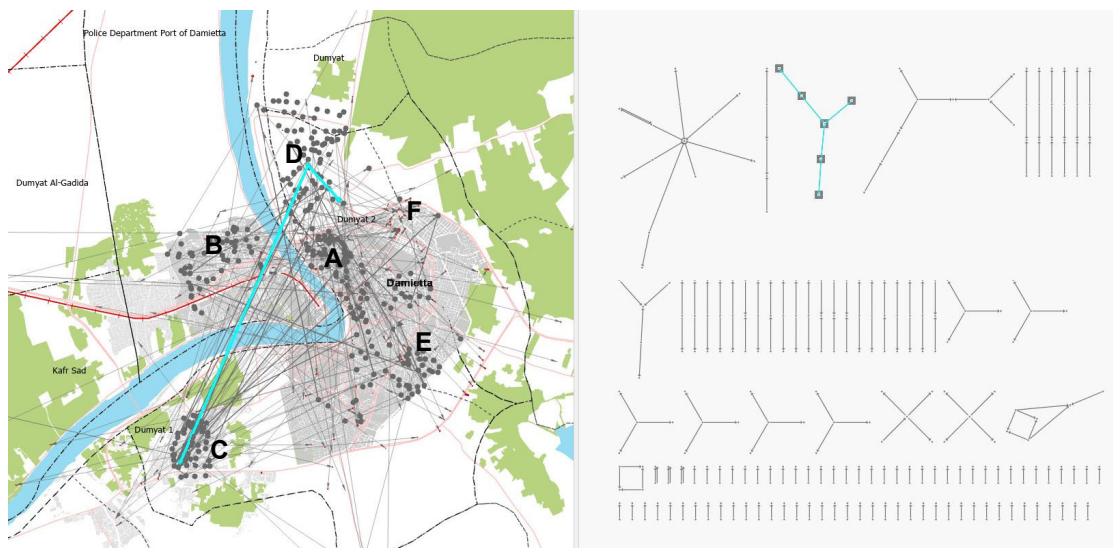 Police Department Port of Damietta
Dumyat
D
Dumyat Al-Gadida
Dumyat 2
F
B
A
Damietta
E
Kafr Sad
Dumyat 1
C